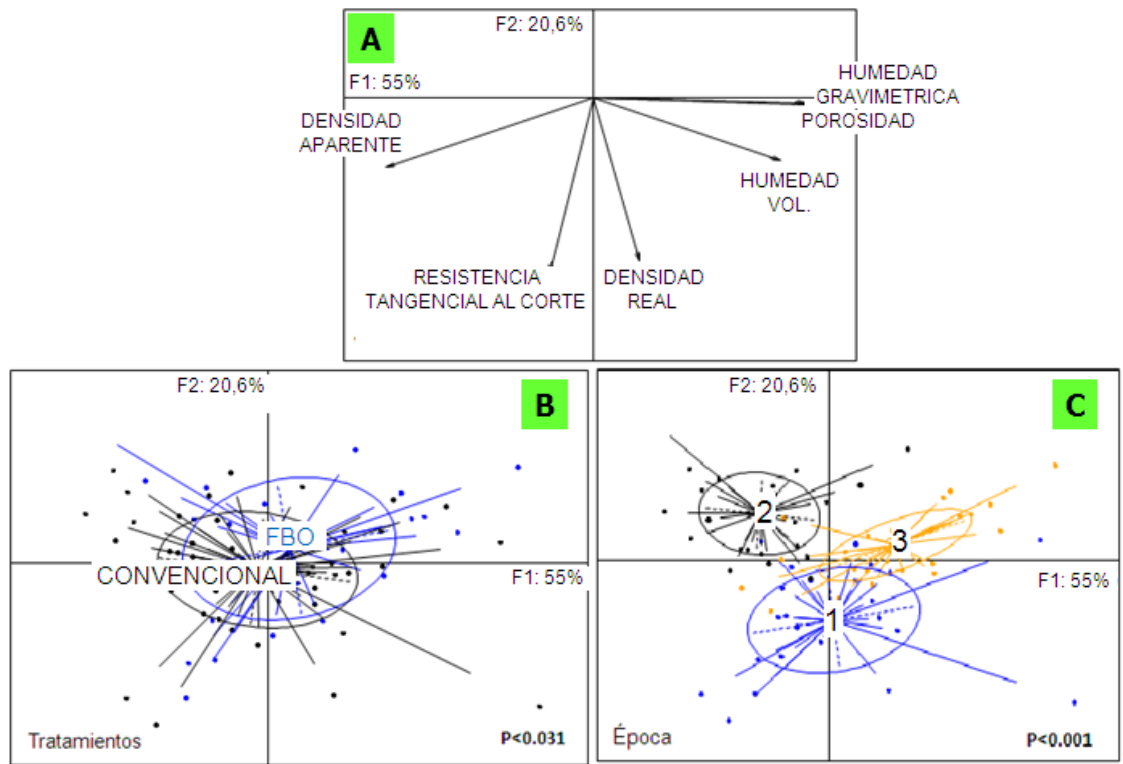 A
F2: 20,6%
F1: 55%
HUMEDAD
GRAVIMETRICA
POROSIDAD
DENSIDAD
APARENTE
HUMEDAD
VOL.
RESISTENCIA
TANGENCIAL AL CORTE
DENSIDAD
REAL
F2: 20,6%
B
FBO
CONVENCIONAL
F1: 55%
Tratamientos
P<0.031
F2: 20,6%
C
2
3
F1: 55%
1
Época
P<0.001